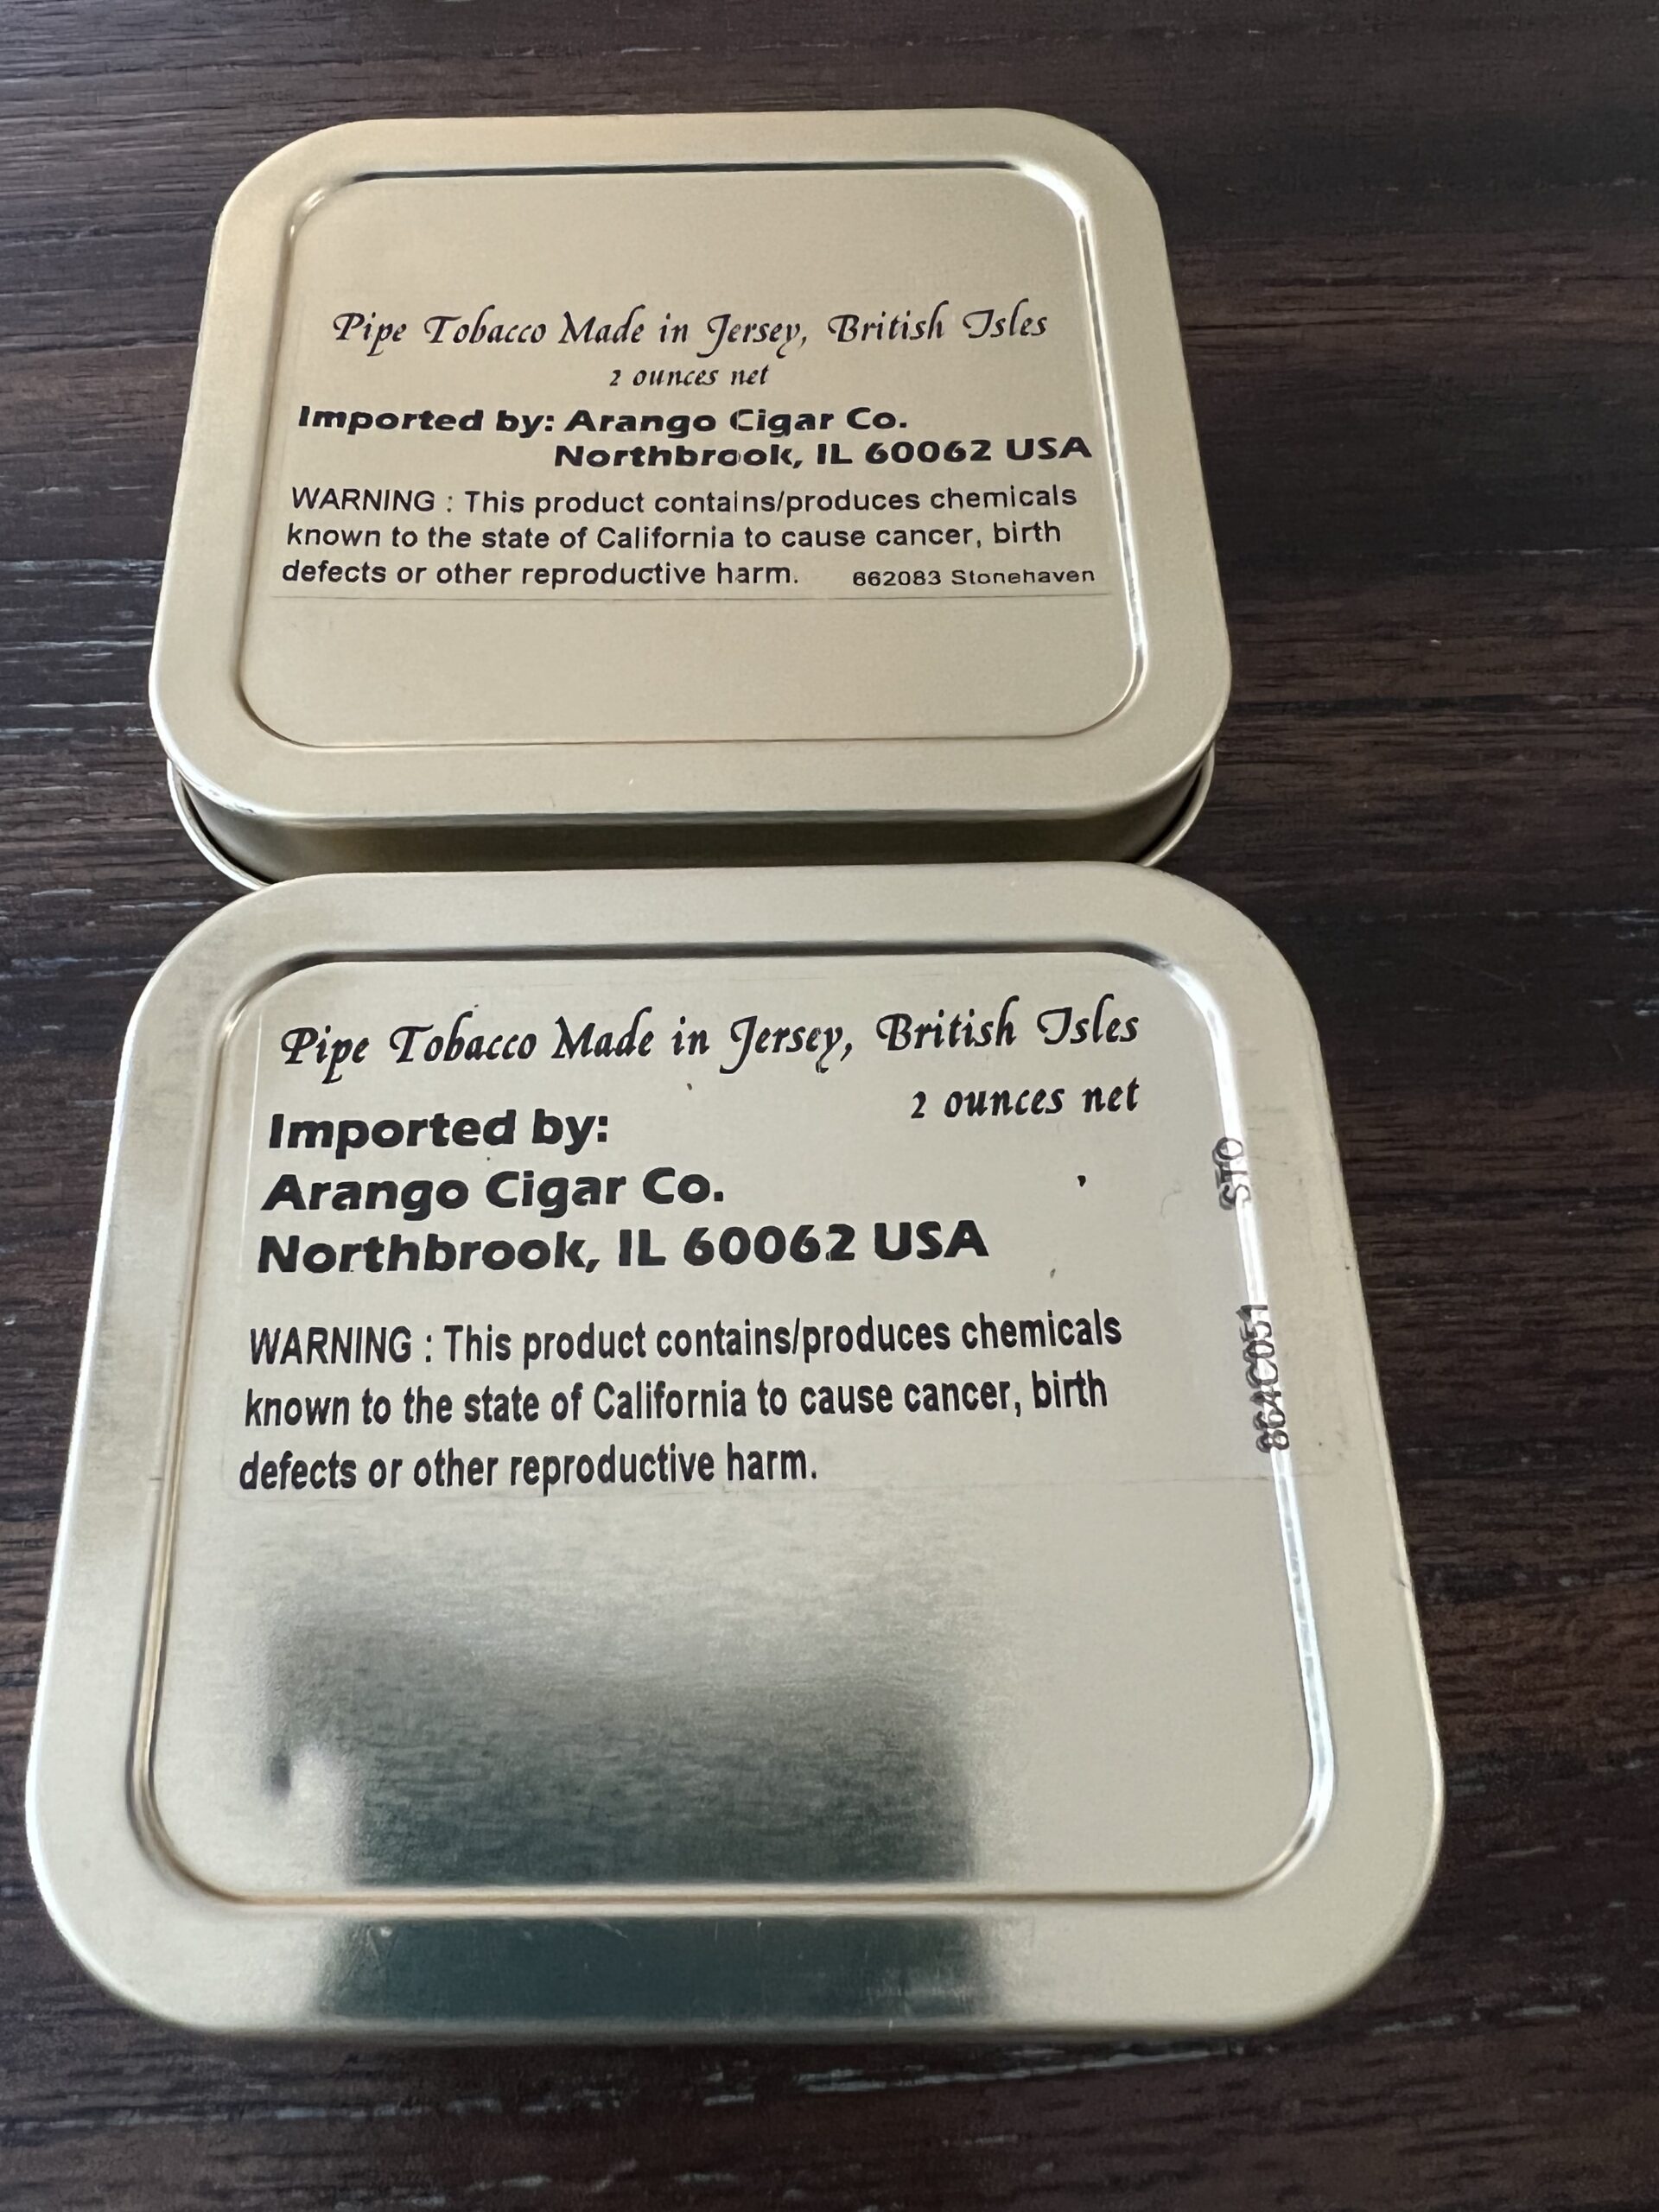 Pipe Tobacco Made in Jersey, British Isles
2 ounces net
Imported by: Arango Cigar Co.
Northbrook, IL 60062 USA
WARNING : This product contains/produces chemicals
known to the state of California to cause cancer, birth
defects or other reproductive harm. 662083 Stonehaven
Pipe Tobacco Made in Jersey, British Isles
2 ounces net
Imported by:
Arango Cigar Co.
Northbrook, IL 60062 USA
WARNING : This product contains/produces chemicals
known to the state of California to cause cancer, birth
defects or other reproductive harm.
STO